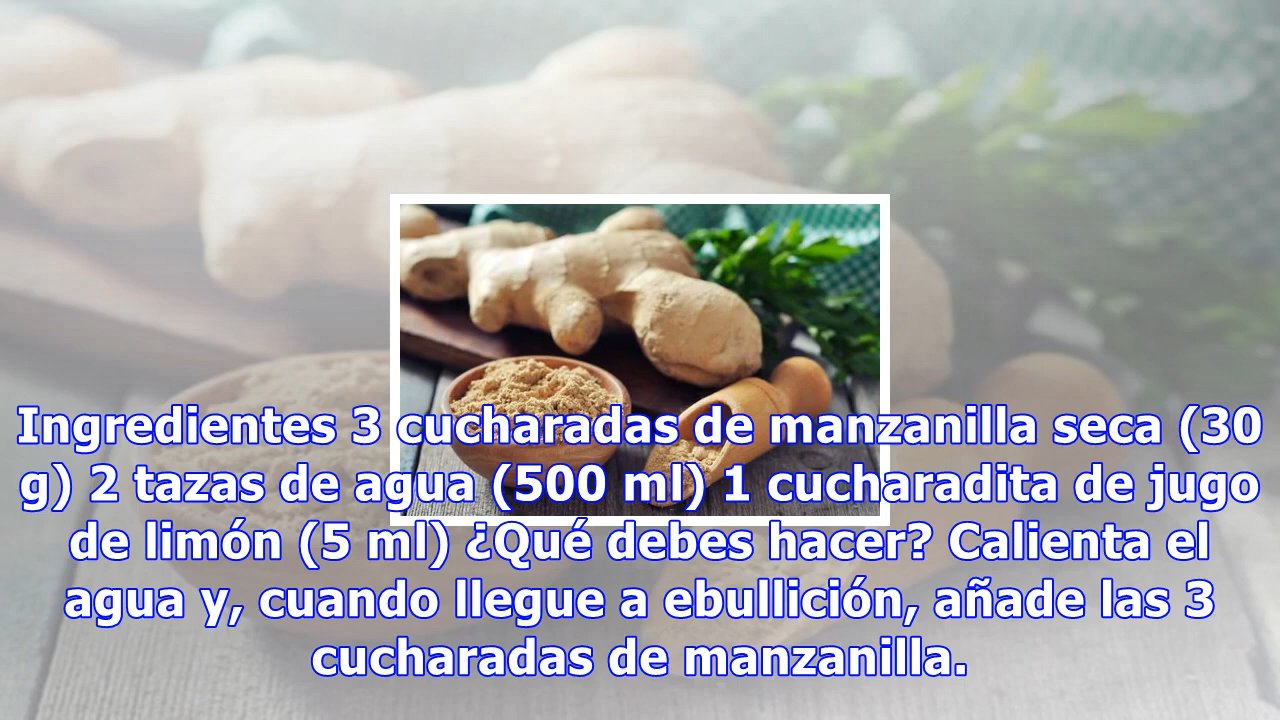 Ingredientes 3 cucharadas de manzanilla seca (30
g) 2 tazas de agua (500 ml) 1 cucharadita de jugo
de limón (5 ml) ¿Qué debes hacer? Calienta el
agua y, cuando llegue a ebullición, añade las 3
cucharadas de manzanilla.